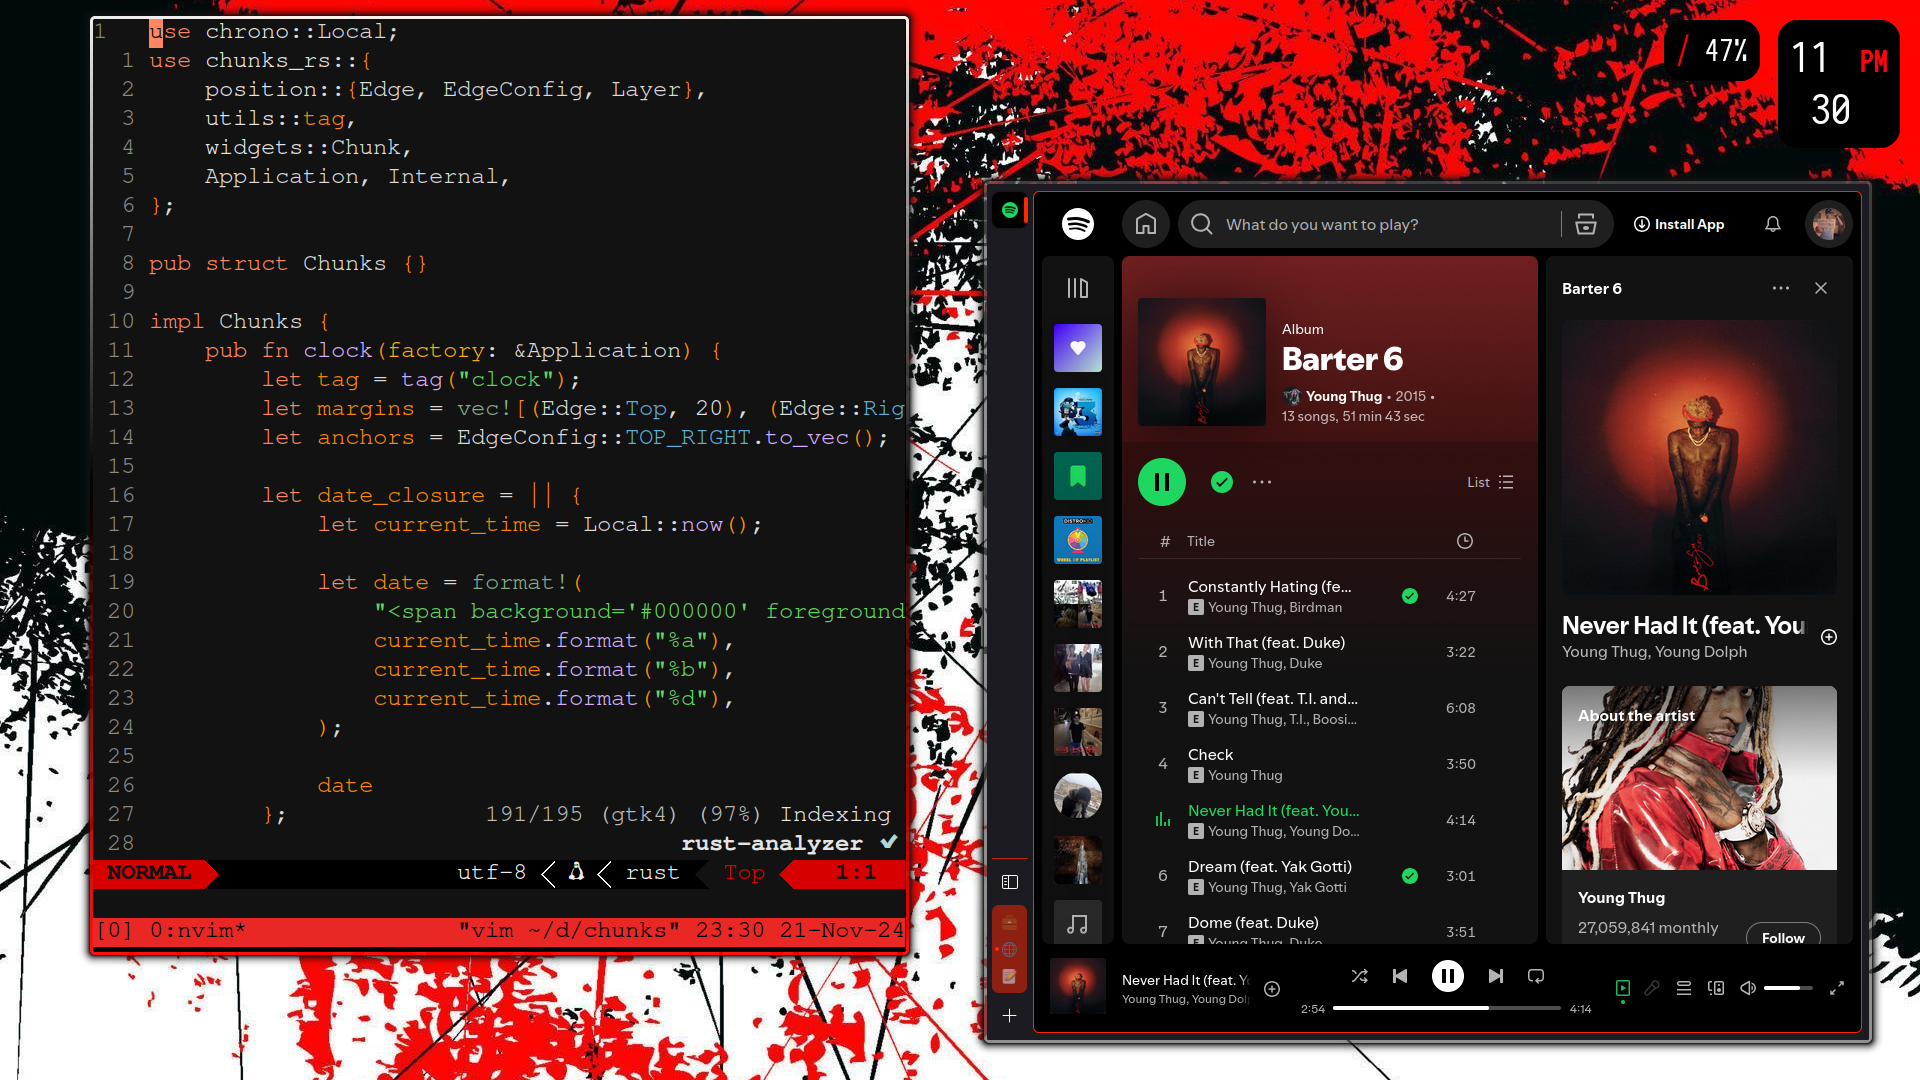 1 use chrono::Local;
1 use chunks_rs::{
2 position::{Edge, EdgeConfig, Layer},
3 utils::tag,
4 widgets::Chunk,
5 Application, Internal,
6 };
7
8 pub struct Chunks {}
9
10 impl Chunks {
11 pub fn clock(factory: &Application) {
12 let tag = tag("clock");
13 let margins = vec![(Edge::Top, 20), (Edge::Rig
14 let anchors = EdgeConfig::TOP_RIGHT.to_vec();
15
16 let date_closure = || {
17 let current_time = Local::now();
18
19 let date = format!(
20 "<span background='#000000' foreground
21 current_time.format("%a"),
22 current_time.format("%b"),
23 current_time.format("%d"),
24 );
25
26 date
27 }; 191/195 (gtk4) (97%) Indexing
28 rust-analyzer ✔
NORMAL utf-8 rust Top 1:1
[0] 0:nvim* "vim ~/d/chunks" 23:30 21-Nov-24
/ 47%
11 PM
30
What do you want to play?
Install App
Album
Barter 6
Young Thug • 2015 •
13 songs, 51 min 43 sec
List
# Title
1 Constantly Hating (fe... 4:27
E Young Thug, Birdman
2 With That (feat. Duke) 3:22
E Young Thug, Duke
3 Can't Tell (feat. T.I. and... 6:08
E Young Thug, T.I., Boosi...
4 Check 3:50
E Young Thug
Never Had It (feat. You... 4:14
E Young Thug, Young Do...
6 Dream (feat. Yak Gotti) 3:01
E Young Thug, Yak Gotti
7 Dome (feat. Duke) 3:51
E Young Thug, Duke
Barter 6
Never Had It (feat. You
Young Thug, Young Dolph
About the artist
Young Thug
27,059,841 monthly
Follow
Never Had It (feat. Y
Young Thug, Young Dol
2:54
4:14